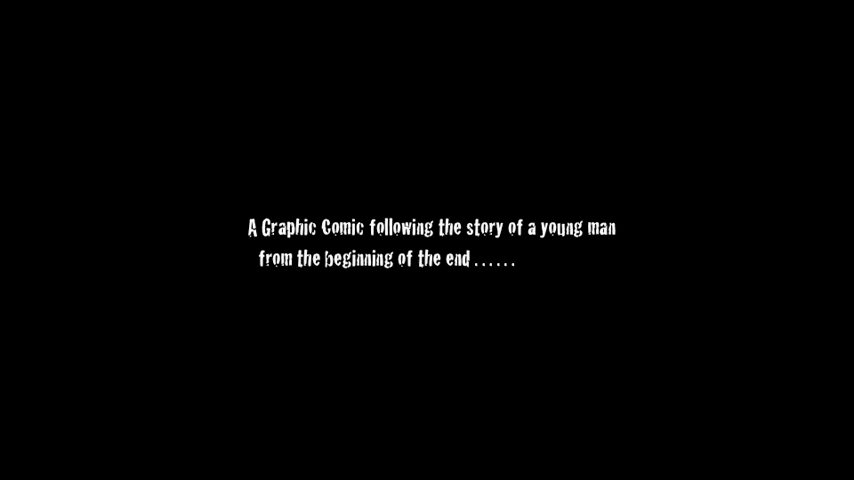 A Graphic Comic following the story of a young man
from the beginning of the end ......